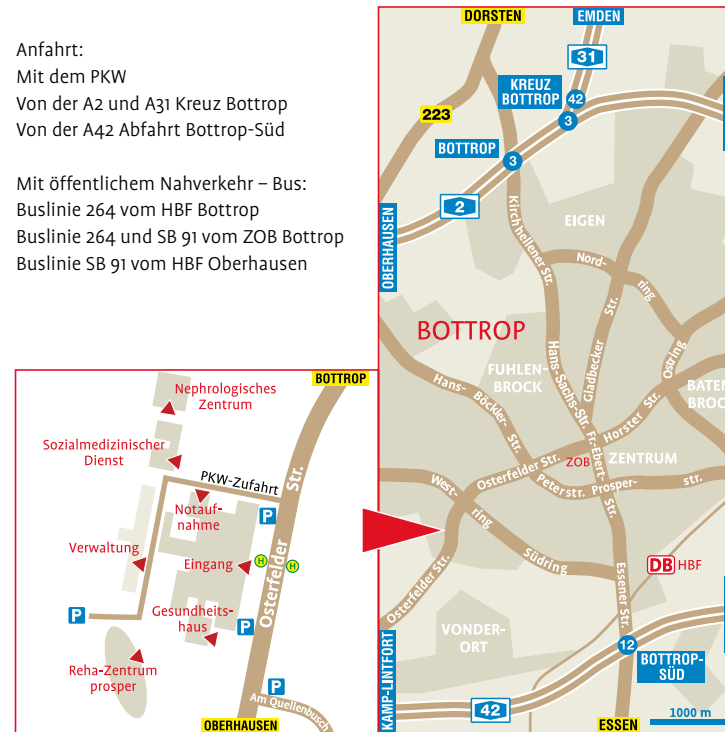 Anfahrt:
Mit dem PKW
Von der A2 und A31 Kreuz Bottrop
Von der A42 Abfahrt Bottrop-Süd
Mit öffentlichem Nahverkehr – Bus:
Buslinie 264 vom HBF Bottrop
Buslinie 264 und SB 91 vom ZOB Bottrop
Buslinie SB 91 vom HBF Oberhausen
BOTTROP
Nephrologisches
Zentrum
Sozialmedizinischer
Dienst
PKW-Zufahrt
Notauf-
nahme
P
Verwaltung
Eingang
H
H
Osterfelder Str.
Gesundheits-
haus
P
P
Reha-Zentrum
prosper
P
Am Quellenbusch
OBERHAUSEN
DORSTEN
EMDEN
31
KREUZ
BOTTROP
42
3
223
BOTTROP
3
2
OBERHAUSEN
Kirchhellener Str.
EIGEN
Nord-
ring
BOTTROP
Gladbecker Str.
Ostring
FUHLEN-
BROCK
Hans-Sachs-Str.
Hans-
Böckler-
Str.
BATEN
BROC
Horster Str.
Fr.-Ebert-
Str.
ZOB
ZENTRUM
Osterfelder Str.
Peterstr.
Prosper-
str.
West-
ring
Südring
DB HBF
Osterfelder Str.
Essener Str.
VONDER-
ORT
12
BOTTROP-
SÜD
KAMP-LINTFORT
42
ESSEN
1000 m